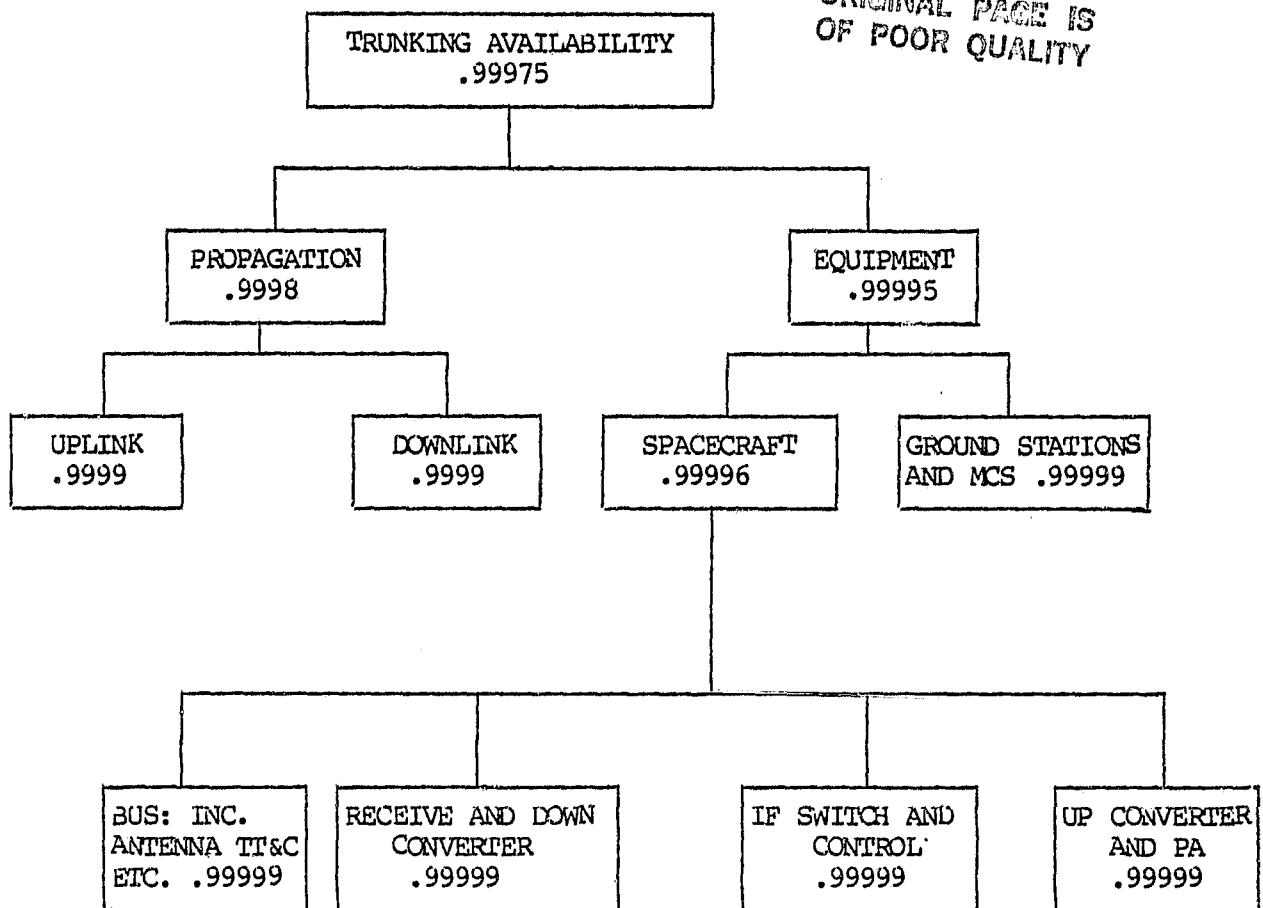 ORIGINAL PAGE IS
OF POOR QUALITY
TRUNKING AVAILABILITY
.99975
PROPAGATION
.9998
EQUIPMENT
.99995
UPLINK
.9999
DOWNLINK
.9999
SPACECRAFT
.99996
GROUND STATIONS
AND MCS .99999
BUS: INC.
ANTENNA TT&C
ETC. .99999
RECEIVE AND DOWN
CONVERTER
.99999
IF SWITCH AND
CONTROL
.99999
UP CONVERTER
AND PA
.99999